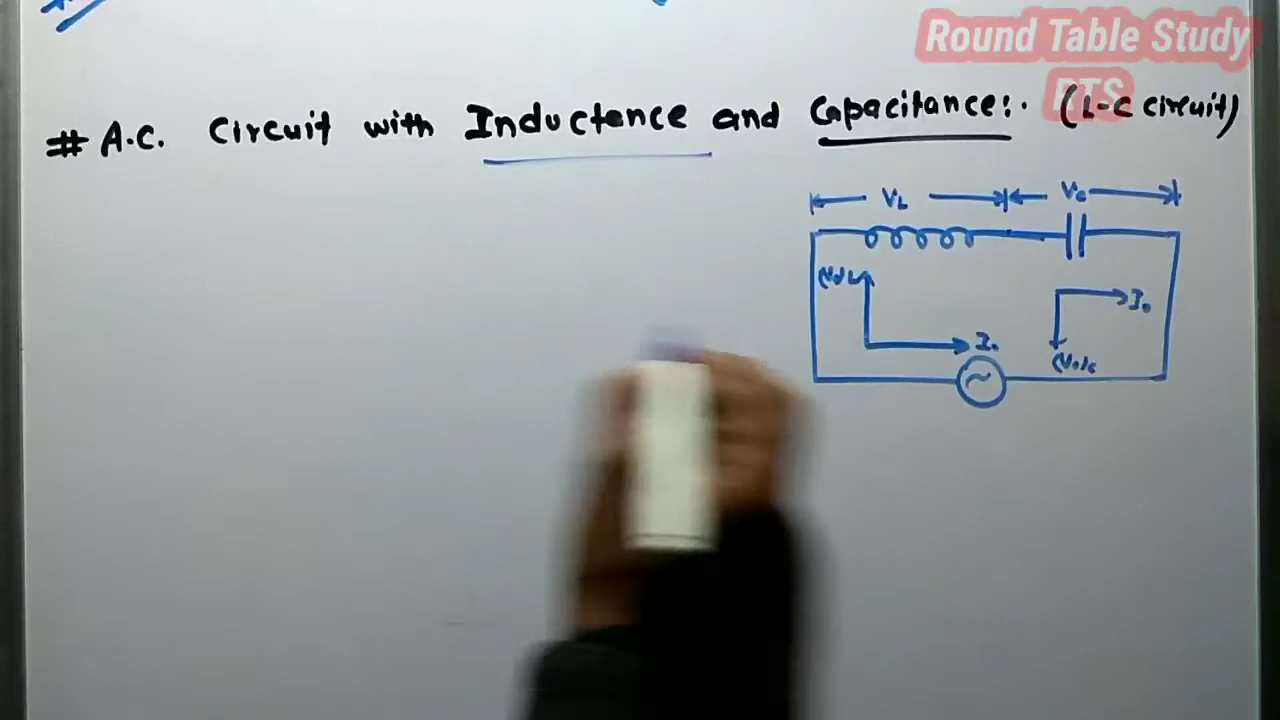 Round Table Study
RTS
# A.C. Circuit with Inductance and Capacitance:- (L-C circuit)
VL Vc
(V₀)L
I₀
I₀
(V₀)c
~